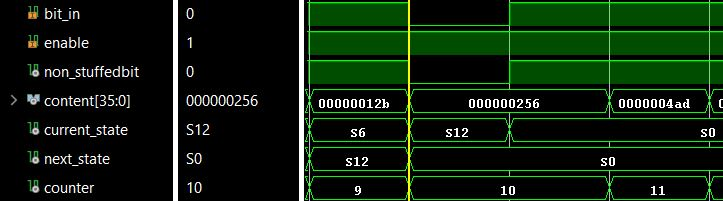 bit_in 0
enable 1
non_stuffedbit 0
content[35:0] 000000256 00000012b 000000256 0000004ad 0
current_state S12 S6 S12 S0
next_state S0 S12 S0
counter 10 9 10 11